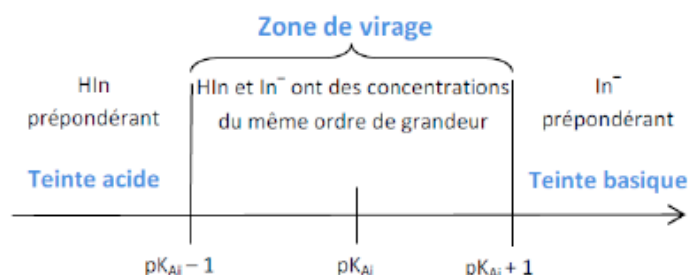 Zone de virage
HIn
prépondérant
Teinte acide
HIn et In⁻ ont des concentrations
du même ordre de grandeur
In⁻
prépondérant
Teinte basique
pK_Ai – 1
pK_Ai
pK_Ai + 1